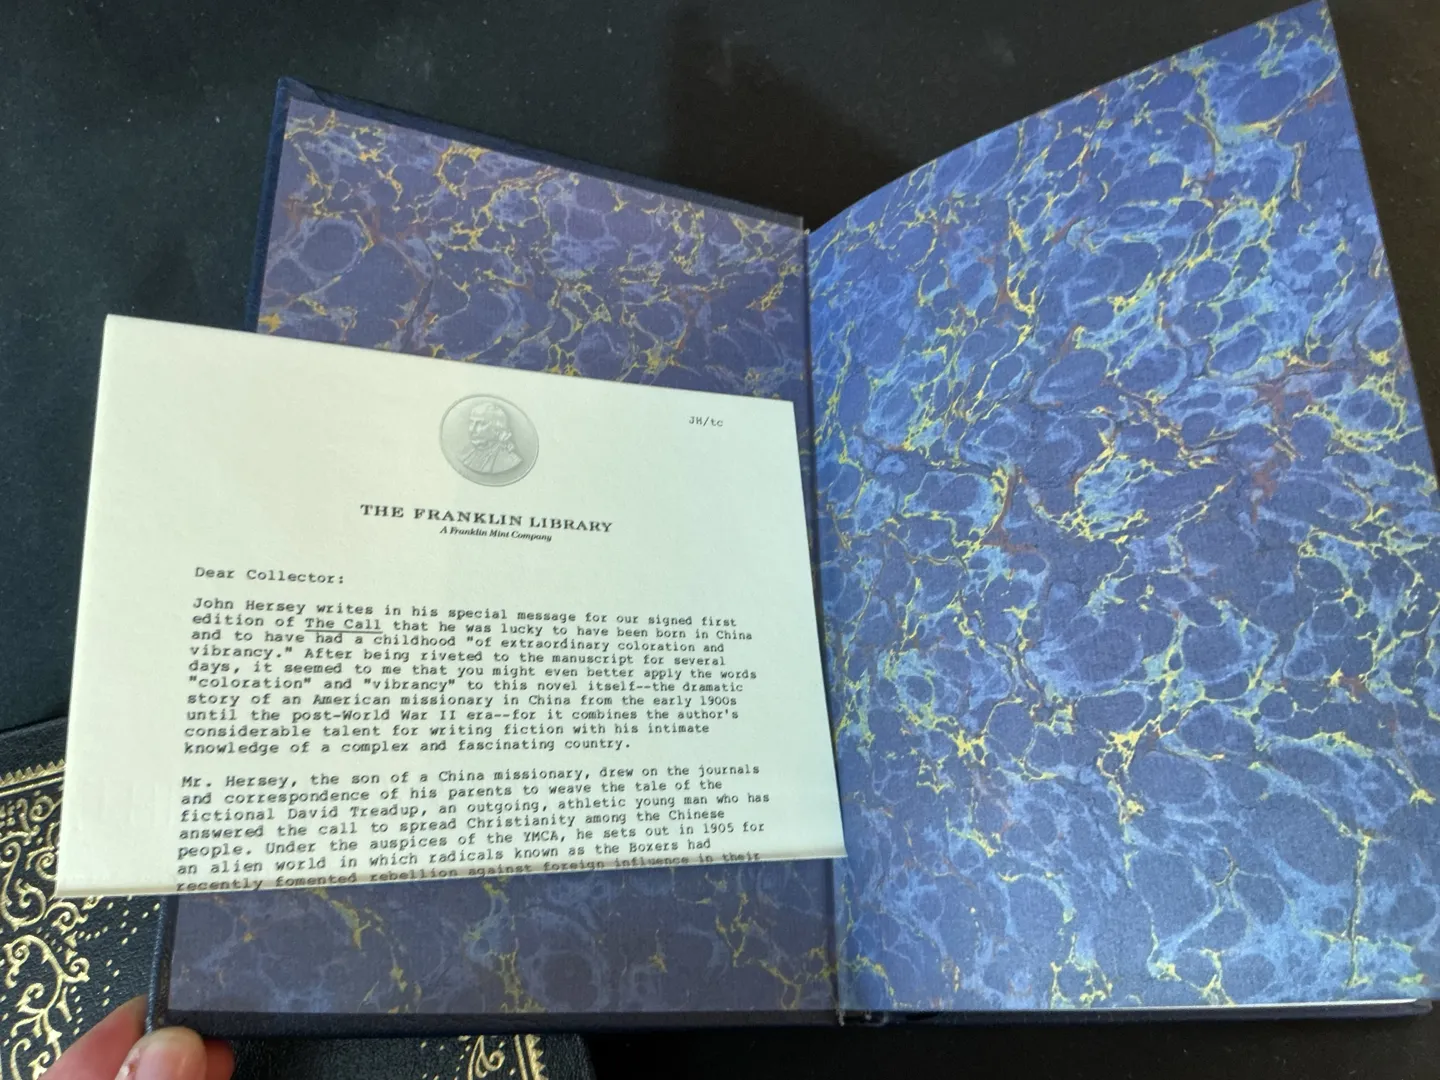 JH/tc
THE FRANKLIN LIBRARY
A Franklin Mint Company
Dear Collector:
John Hersey writes in his special message for our signed first
edition of The Call that he was lucky to have been born in China
and to have had a childhood "of extraordinary coloration and
vibrancy." After being riveted to the manuscript for several
days, it seemed to me that you might even better apply the words
"coloration" and "vibrancy" to this novel itself--the dramatic
story of an American missionary in China from the early 1900s
until the post-World War II era--for it combines the author's
considerable talent for writing fiction with his intimate
knowledge of a complex and fascinating country.
Mr. Hersey, the son of a China missionary, drew on the journals
and correspondence of his parents to weave the tale of the
fictional David Treadup, an outgoing, athletic young man who has
answered the call to spread Christianity among the Chinese
people. Under the auspices of the YMCA, he sets out in 1905 for
an alien world in which radicals known as the Boxers had
recently fomented rebellion against foreign influence in their